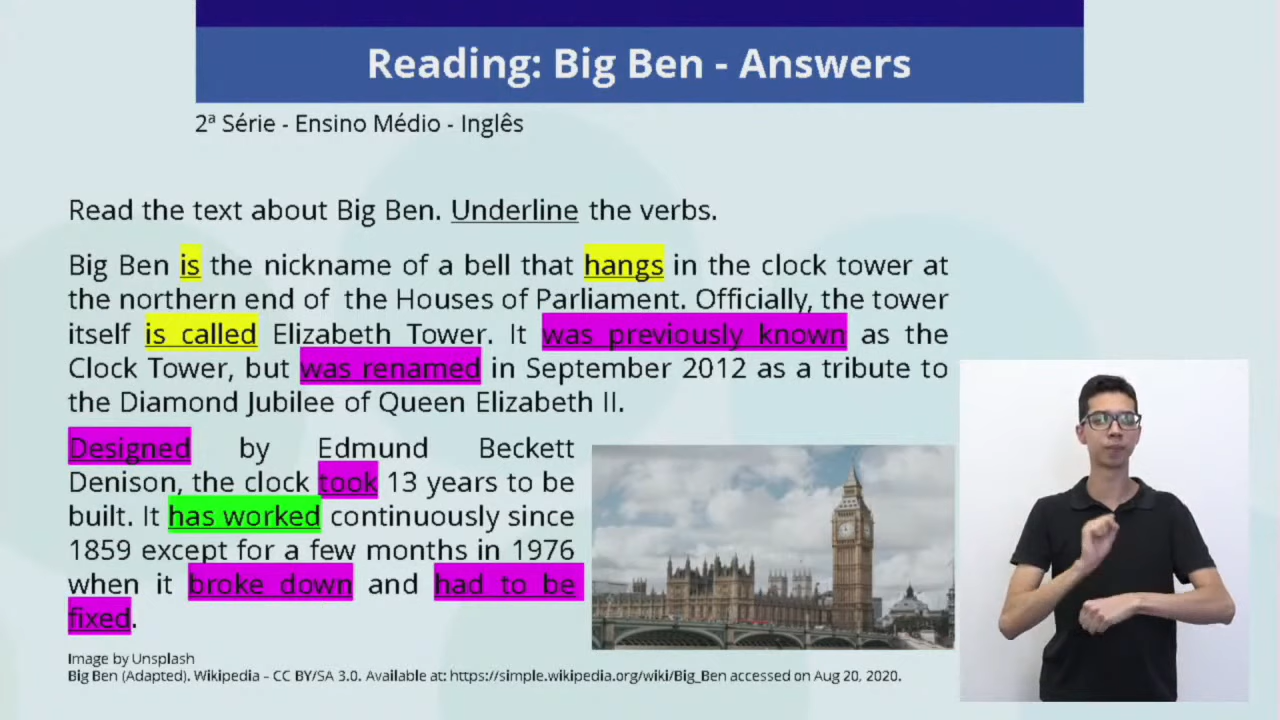 Reading: Big Ben - Answers
2ª Série - Ensino Médio - Inglês
Read the text about Big Ben. Underline the verbs.
Big Ben is the nickname of a bell that hangs in the clock tower at
the northern end of the Houses of Parliament. Officially, the tower
itself is called Elizabeth Tower. It was previously known as the
Clock Tower, but was renamed in September 2012 as a tribute to
the Diamond Jubilee of Queen Elizabeth II.
Designed by Edmund Beckett
Denison, the clock took 13 years to be
built. It has worked continuously since
1859 except for a few months in 1976
when it broke down and had to be
fixed.
Image by Unsplash
Big Ben (Adapted). Wikipedia – CC BY/SA 3.0. Available at: https://simple.wikipedia.org/wiki/Big_Ben accessed on Aug 20, 2020.